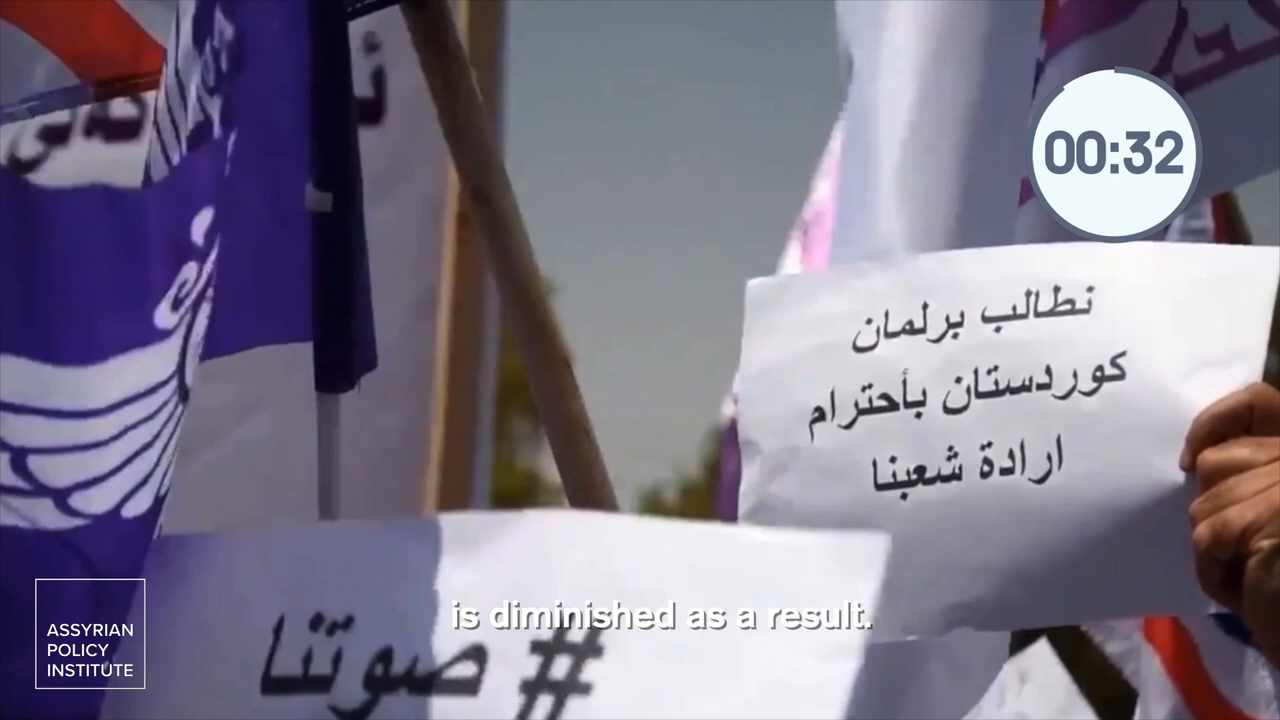 00:32
نطالب برلمان
كوردستان بأحترام
ارادة شعبنا
is diminished as a result.
#صوتنا
ASSYRIAN
POLICY
INSTITUTE